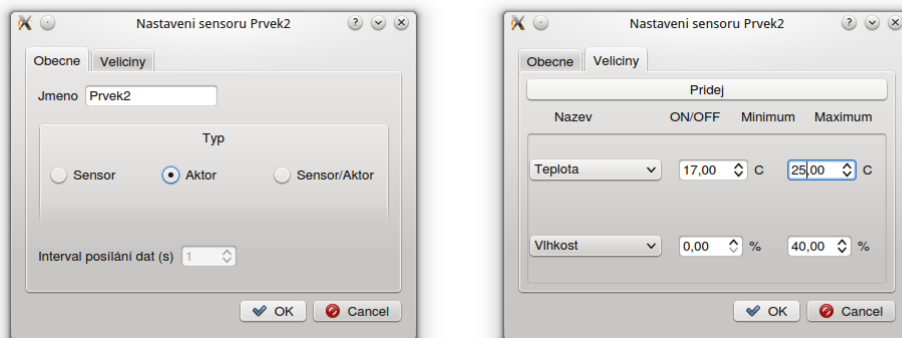 Nastaveni sensoru Prvek2
Obecne Veliciny
Jmeno Prvek2
Typ
Sensor Aktor Sensor/Aktor
Interval posílání dat (s) 1
OK Cancel
Nastaveni sensoru Prvek2
Obecne Veliciny
Pridej
Nazev ON/OFF Minimum Maximum
Teplota 17,00 C 25,00 C
Vlhkost 0,00 % 40,00 %
OK Cancel